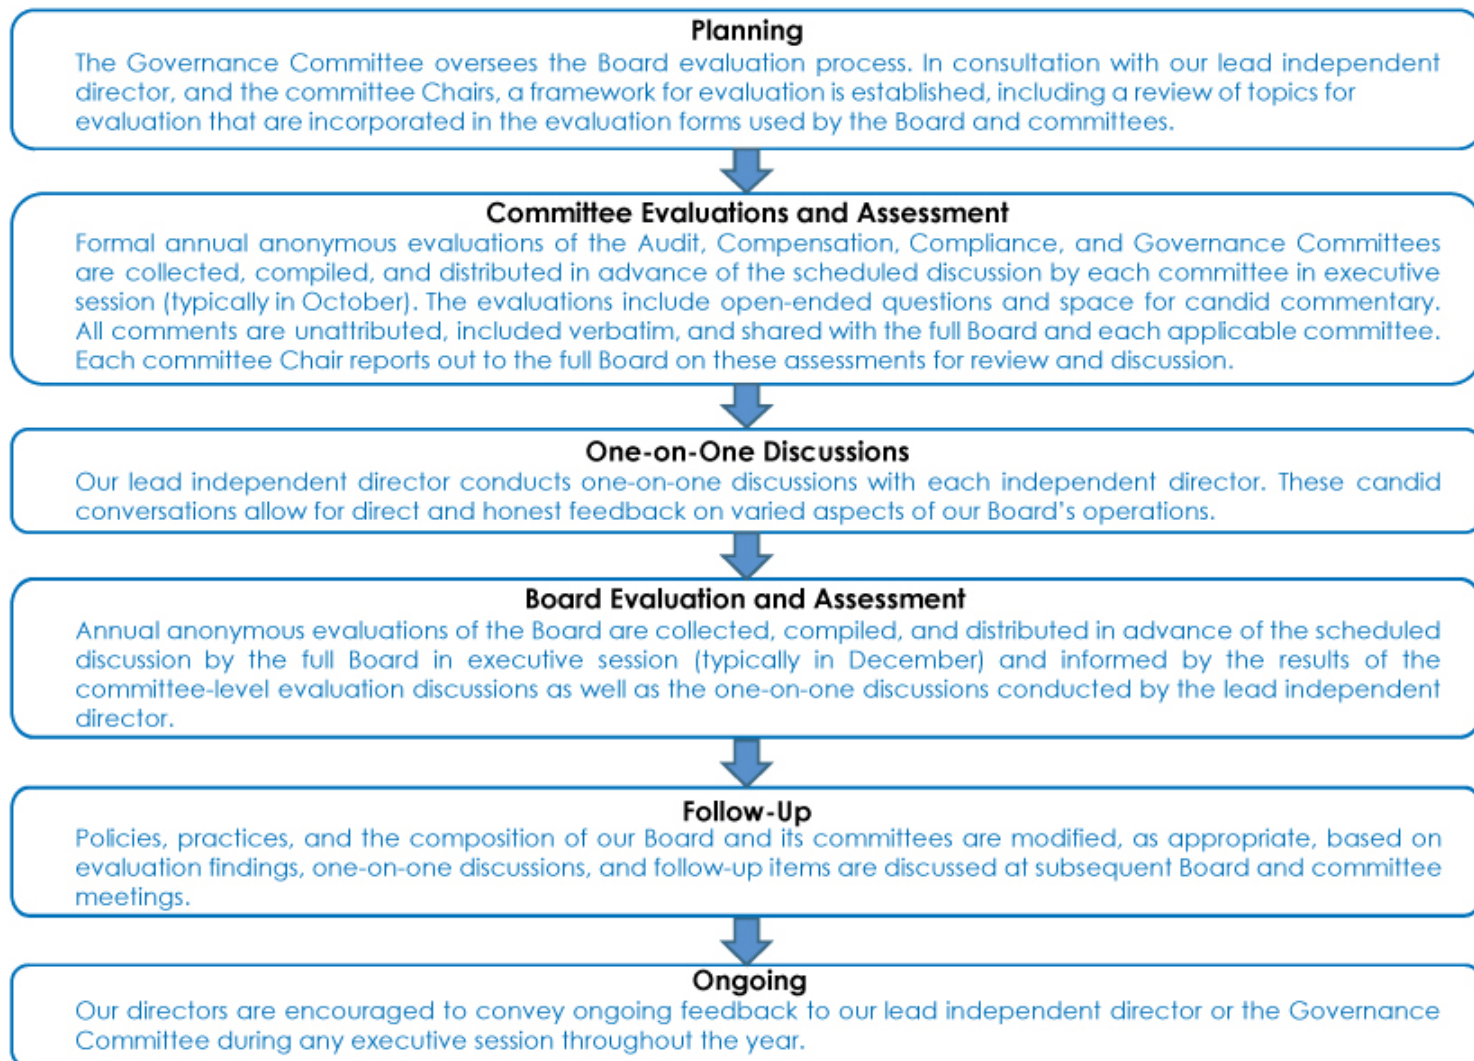 Planning
The Governance Committee oversees the Board evaluation process. In consultation with our lead independent
director, and the committee Chairs, a framework for evaluation is established, including a review of topics for
evaluation that are incorporated in the evaluation forms used by the Board and committees.
Committee Evaluations and Assessment
Formal annual anonymous evaluations of the Audit, Compensation, Compliance, and Governance Committees
are collected, compiled, and distributed in advance of the scheduled discussion by each committee in executive
session (typically in October). The evaluations include open-ended questions and space for candid commentary.
All comments are unattributed, included verbatim, and shared with the full Board and each applicable committee.
Each committee Chair reports out to the full Board on these assessments for review and discussion.
One-on-One Discussions
Our lead independent director conducts one-on-one discussions with each independent director. These candid
conversations allow for direct and honest feedback on varied aspects of our Board's operations.
Board Evaluation and Assessment
Annual anonymous evaluations of the Board are collected, compiled, and distributed in advance of the scheduled
discussion by the full Board in executive session (typically in December) and informed by the results of the
committee-level evaluation discussions as well as the one-on-one discussions conducted by the lead independent
director.
Follow-Up
Policies, practices, and the composition of our Board and its committees are modified, as appropriate, based on
evaluation findings, one-on-one discussions, and follow-up items are discussed at subsequent Board and committee
meetings.
Ongoing
Our directors are encouraged to convey ongoing feedback to our lead independent director or the Governance
Committee during any executive session throughout the year.